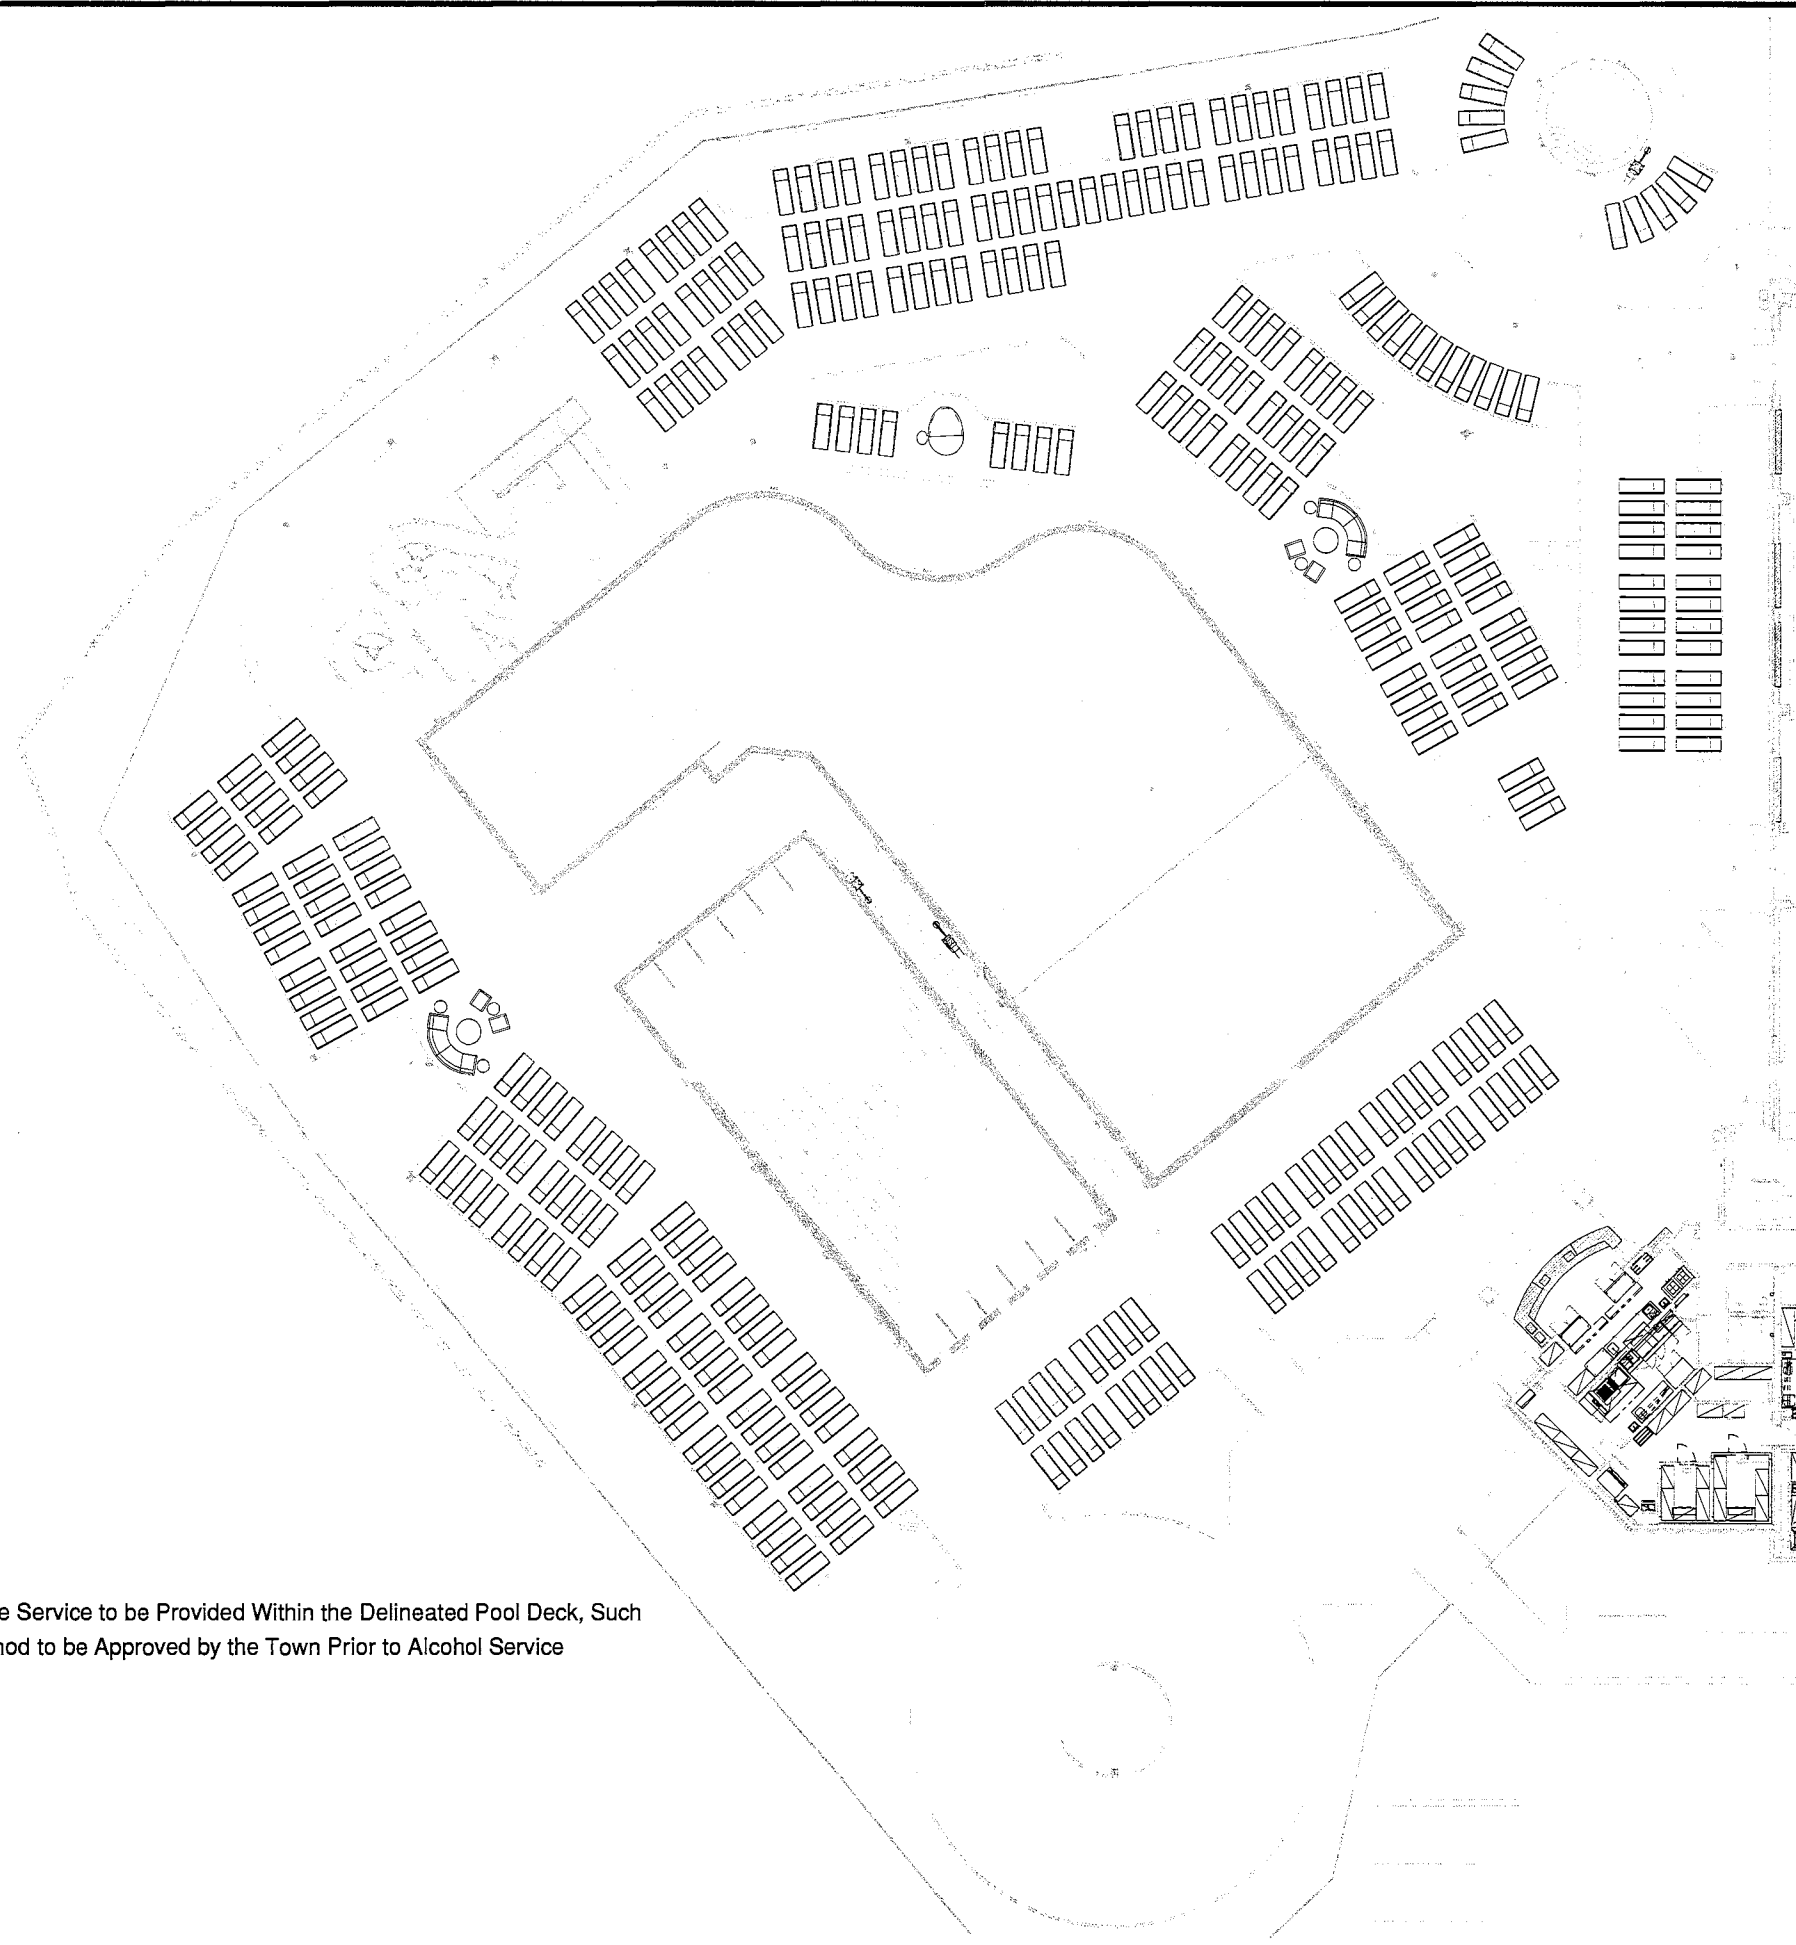 e Service to be Provided Within the Delineated Pool Deck, Such
nod to be Approved by the Town Prior to Alcohol Service